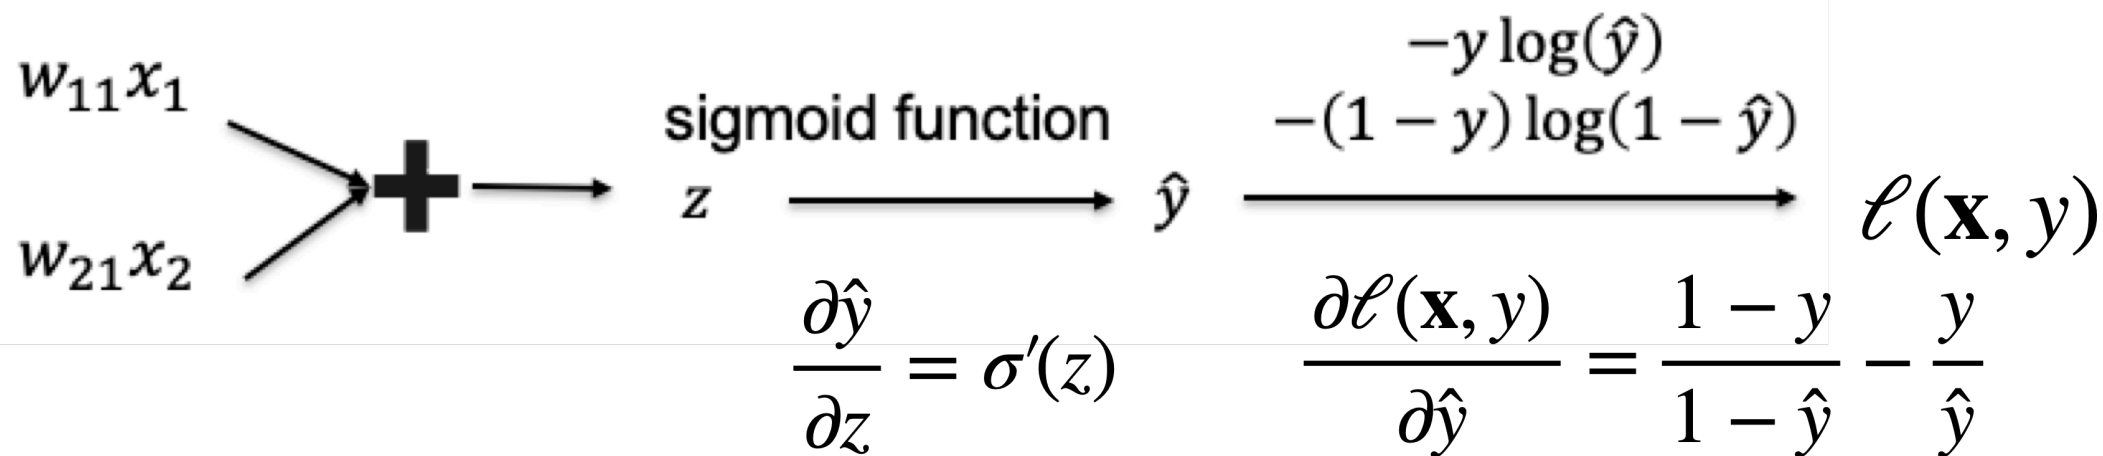 w₁₁x₁
w₂₁x₂
sigmoid function
z
ŷ
−y log(ŷ)
−(1 − y) log(1 − ŷ)
ℓ(𝐱, y)
∂ŷ/∂z = σ′(z)
∂ℓ(𝐱, y)/∂ŷ = (1 − y)/(1 − ŷ) − y/ŷ